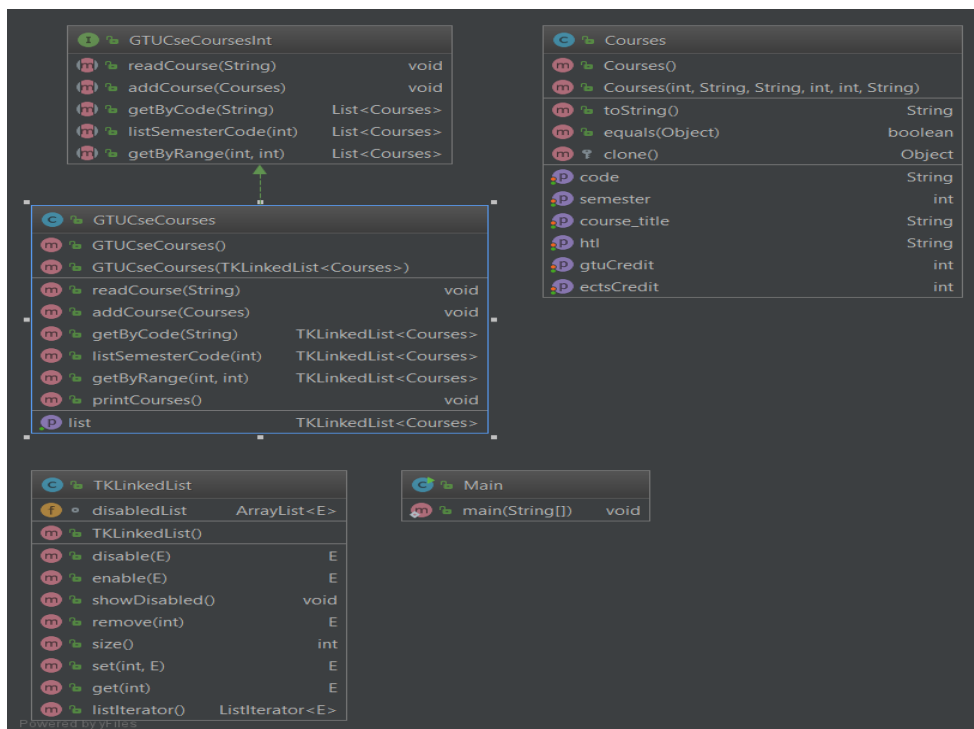 GTUCseCoursesInt
readCourse(String) void
addCourse(Courses) void
getByCode(String) List<Courses>
listSemesterCode(int) List<Courses>
getByRange(int, int) List<Courses>
Courses
Courses()
Courses(int, String, String, int, int, String)
toString() String
equals(Object) boolean
clone() Object
code String
semester int
course_title String
htl String
gtuCredit int
ectsCredit int
GTUCseCourses
GTUCseCourses()
GTUCseCourses(TKLinkedList<Courses>)
readCourse(String) void
addCourse(Courses) void
getByCode(String) TKLinkedList<Courses>
listSemesterCode(int) TKLinkedList<Courses>
getByRange(int, int) TKLinkedList<Courses>
printCourses() void
list TKLinkedList<Courses>
TKLinkedList
disabledList ArrayList<E>
TKLinkedList()
disable(E) E
enable(E) E
showDisabled() void
remove(int) E
size() int
set(int, E) E
get(int) E
listIterator() ListIterator<E>
Main
main(String[]) void
Powered by yFiles